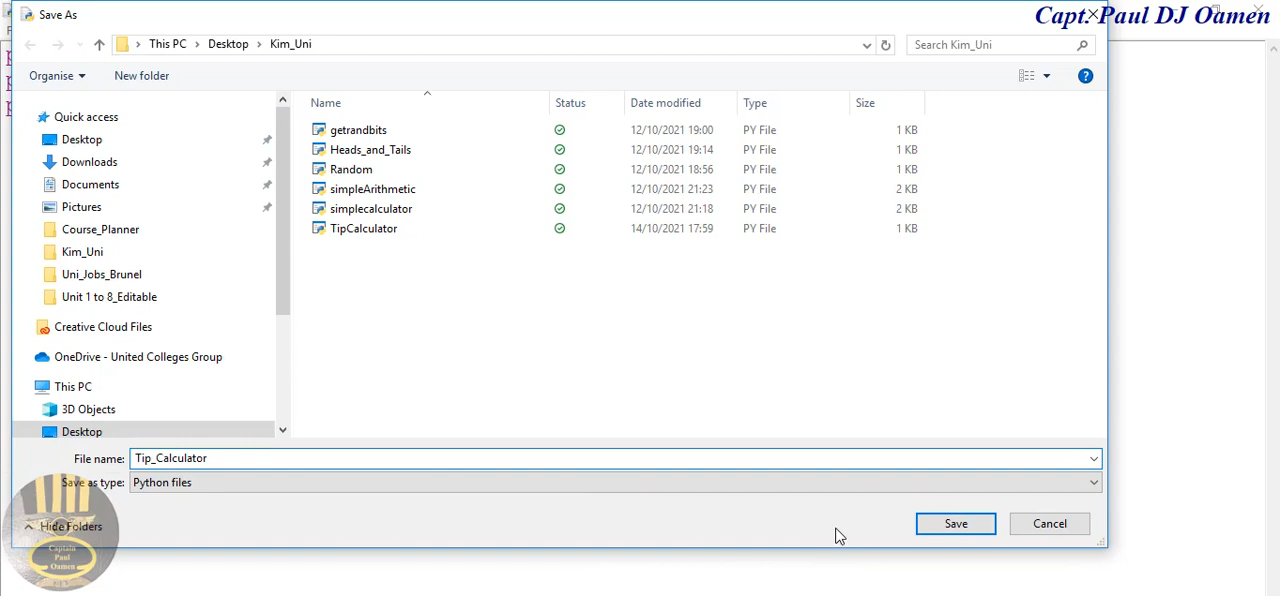 Save As
Capt. Paul DJ Oamen
This PC > Desktop > Kim_Uni
Search Kim_Uni
Organise
New folder
Name Status Date modified Type Size
Quick access
Desktop
Downloads
Documents
Pictures
Course_Planner
Kim_Uni
Uni_Jobs_Brunel
Unit 1 to 8_Editable
Creative Cloud Files
OneDrive - United Colleges Group
This PC
3D Objects
Desktop
getrandbits 12/10/2021 19:00 PY File 1 KB
Heads_and_Tails 12/10/2021 19:14 PY File 1 KB
Random 12/10/2021 18:56 PY File 1 KB
simpleArithmetic 12/10/2021 21:23 PY File 2 KB
simplecalculator 12/10/2021 21:18 PY File 2 KB
TipCalculator 14/10/2021 17:59 PY File 1 KB
File name: Tip_Calculator
Save as type: Python files
Hide Folders
Save
Cancel
Captain
Paul
Oamen